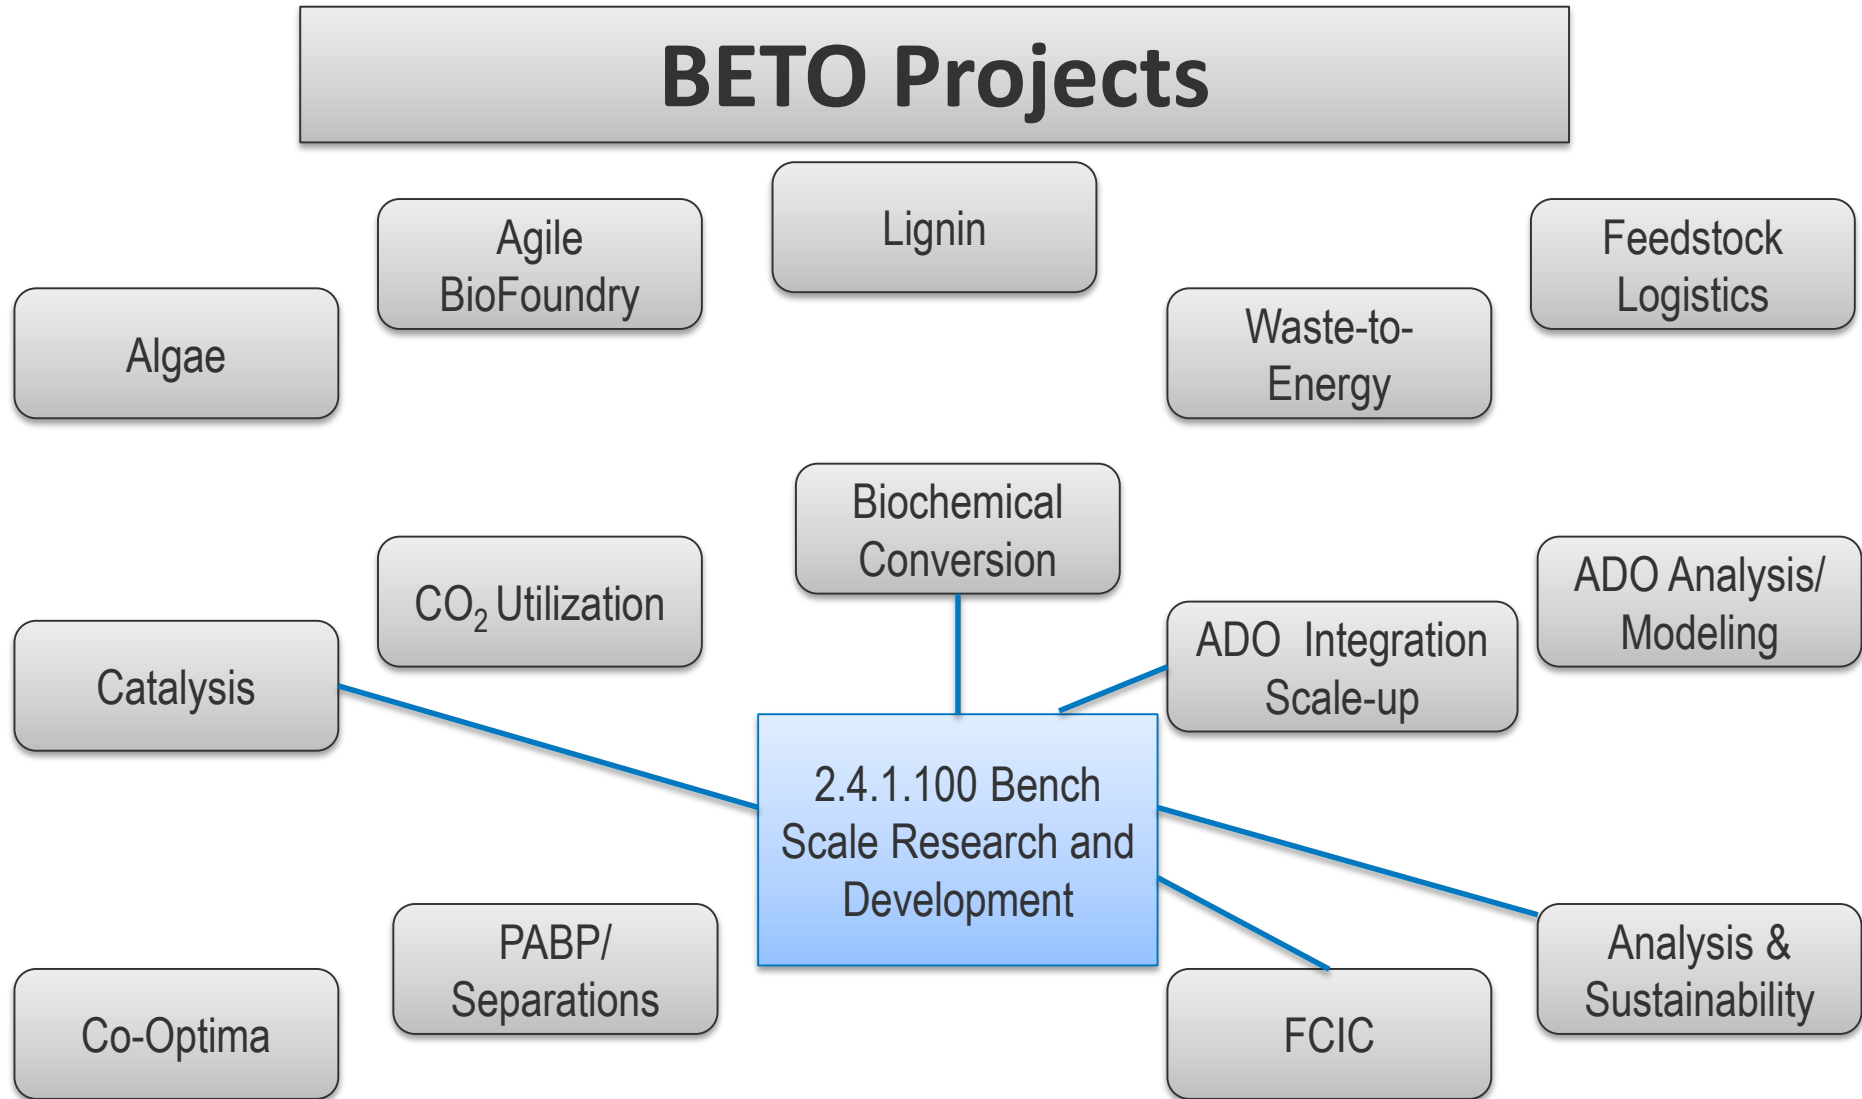 BETO Projects
Lignin
Agile
BioFoundry
Feedstock
Logistics
Algae
Waste-to-
Energy
Biochemical
Conversion
CO₂ Utilization
ADO Analysis/
Modeling
Catalysis
ADO Integration
Scale-up
2.4.1.100 Bench
Scale Research and
Development
PABP/
Separations
Analysis &
Sustainability
Co-Optima
FCIC